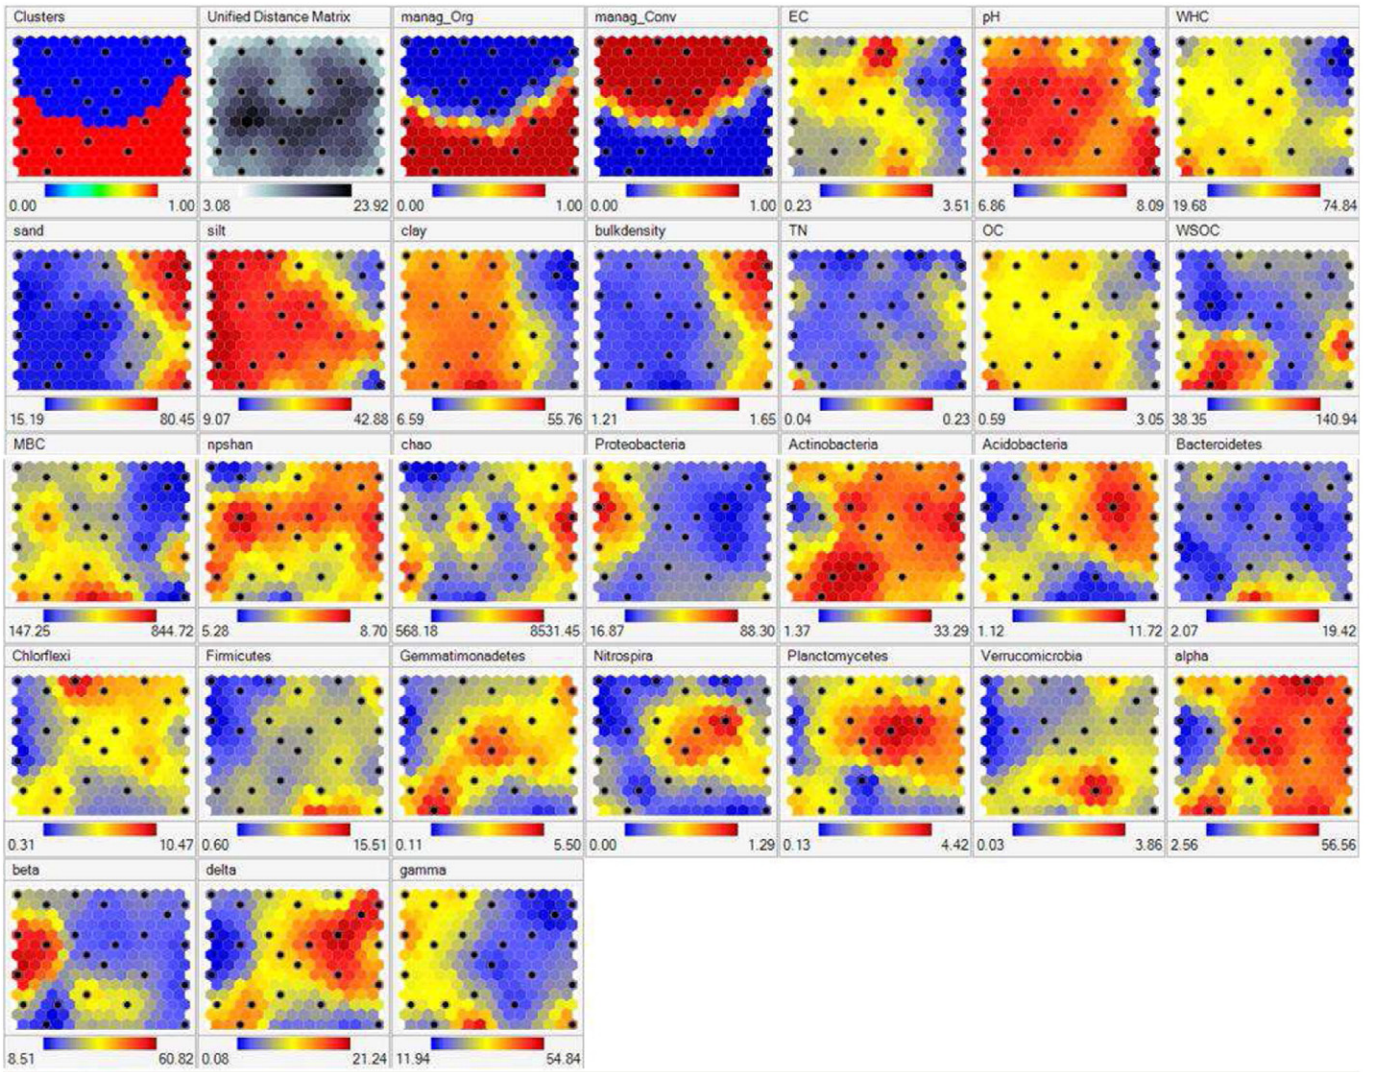 Clusters Unified Distance Matrix manag_Org manag_Conv EC pH WHC
0.00 1.00 3.08 23.92 0.00 1.00 0.00 1.00 0.23 3.51 6.86 8.09 19.68 74.84
sand silt clay bulkdensity TN OC WSOC
15.19 80.45 9.07 42.88 6.59 55.76 1.21 1.65 0.04 0.23 0.59 3.05 38.35 140.94
MBC npshan chao Proteobacteria Actinobacteria Acidobacteria Bacteroidetes
147.25 844.72 5.28 8.70 568.18 8531.45 16.87 88.30 1.37 33.29 1.12 11.72 2.07 19.42
Chlorflexi Firmicutes Gemmatimonadetes Nitrospira Planctomycetes Verrucomicrobia alpha
0.31 10.47 0.60 15.51 0.11 5.50 0.00 1.29 0.13 4.42 0.03 3.86 2.56 56.56
beta delta gamma
8.51 60.82 0.08 21.24 11.94 54.84